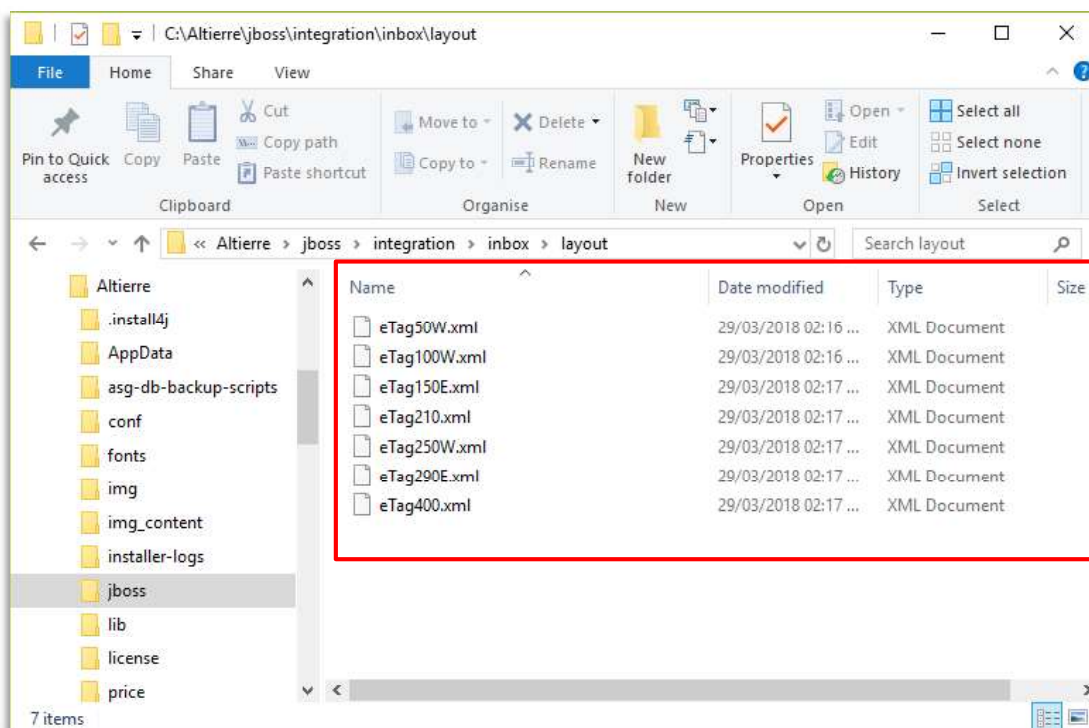 C:\Altierre\jboss\integration\inbox\layout
File Home Share View
Pin to Quick access
Copy
Paste
Cut
Copy path
Paste shortcut
Clipboard
Move to
Copy to
Delete
Rename
Organise
New folder
New
Properties
Open
Edit
History
Open
Select all
Select none
Invert selection
Select
« Altierre > jboss > integration > inbox > layout
Search layout
Altierre
.install4j
AppData
asg-db-backup-scripts
conf
fonts
img
img_content
installer-logs
jboss
lib
license
price
Name Date modified Type Size
eTag50W.xml 29/03/2018 02:16 ... XML Document
eTag100W.xml 29/03/2018 02:16 ... XML Document
eTag150E.xml 29/03/2018 02:17 ... XML Document
eTag210.xml 29/03/2018 02:17 ... XML Document
eTag250W.xml 29/03/2018 02:17 ... XML Document
eTag290E.xml 29/03/2018 02:17 ... XML Document
eTag400.xml 29/03/2018 02:17 ... XML Document
7 items